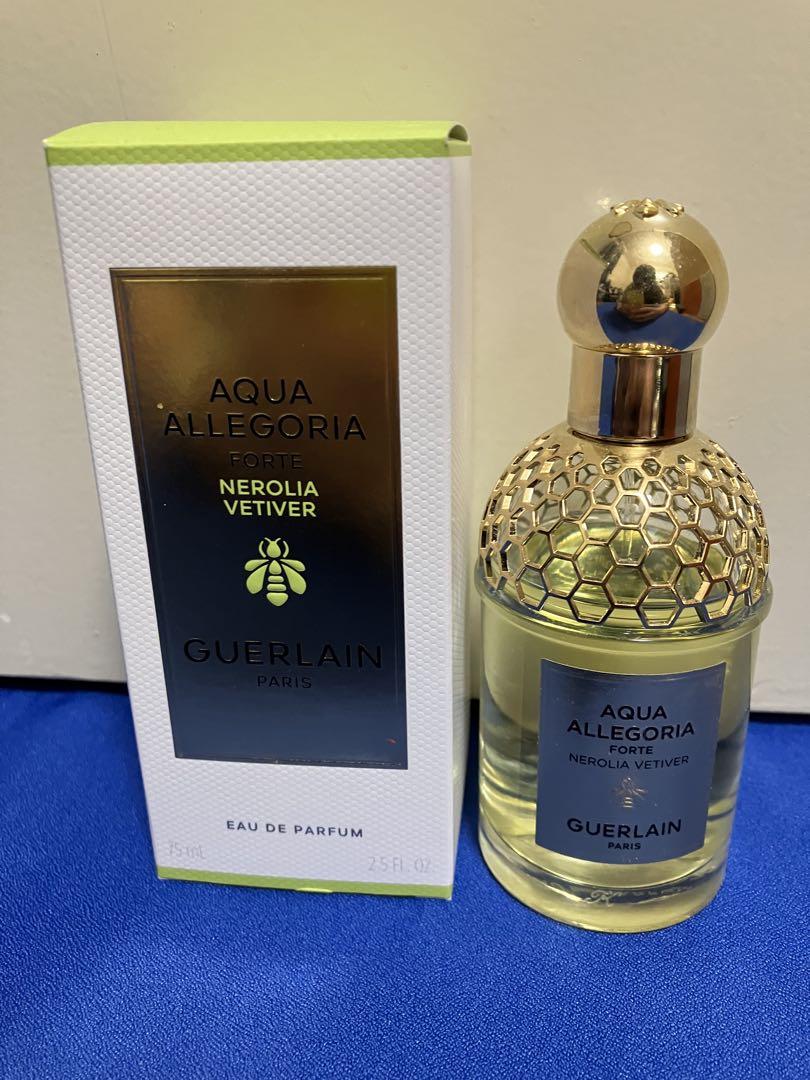 AQUA
ALLEGORIA
FORTE
NEROLIA
VETIVER
GUERLAIN
PARIS
EAU DE PARFUM
75 mL
2.5 FL. OZ.
AQUA
ALLEGORIA
FORTE
NEROLIA VETIVER
GUERLAIN
PARIS